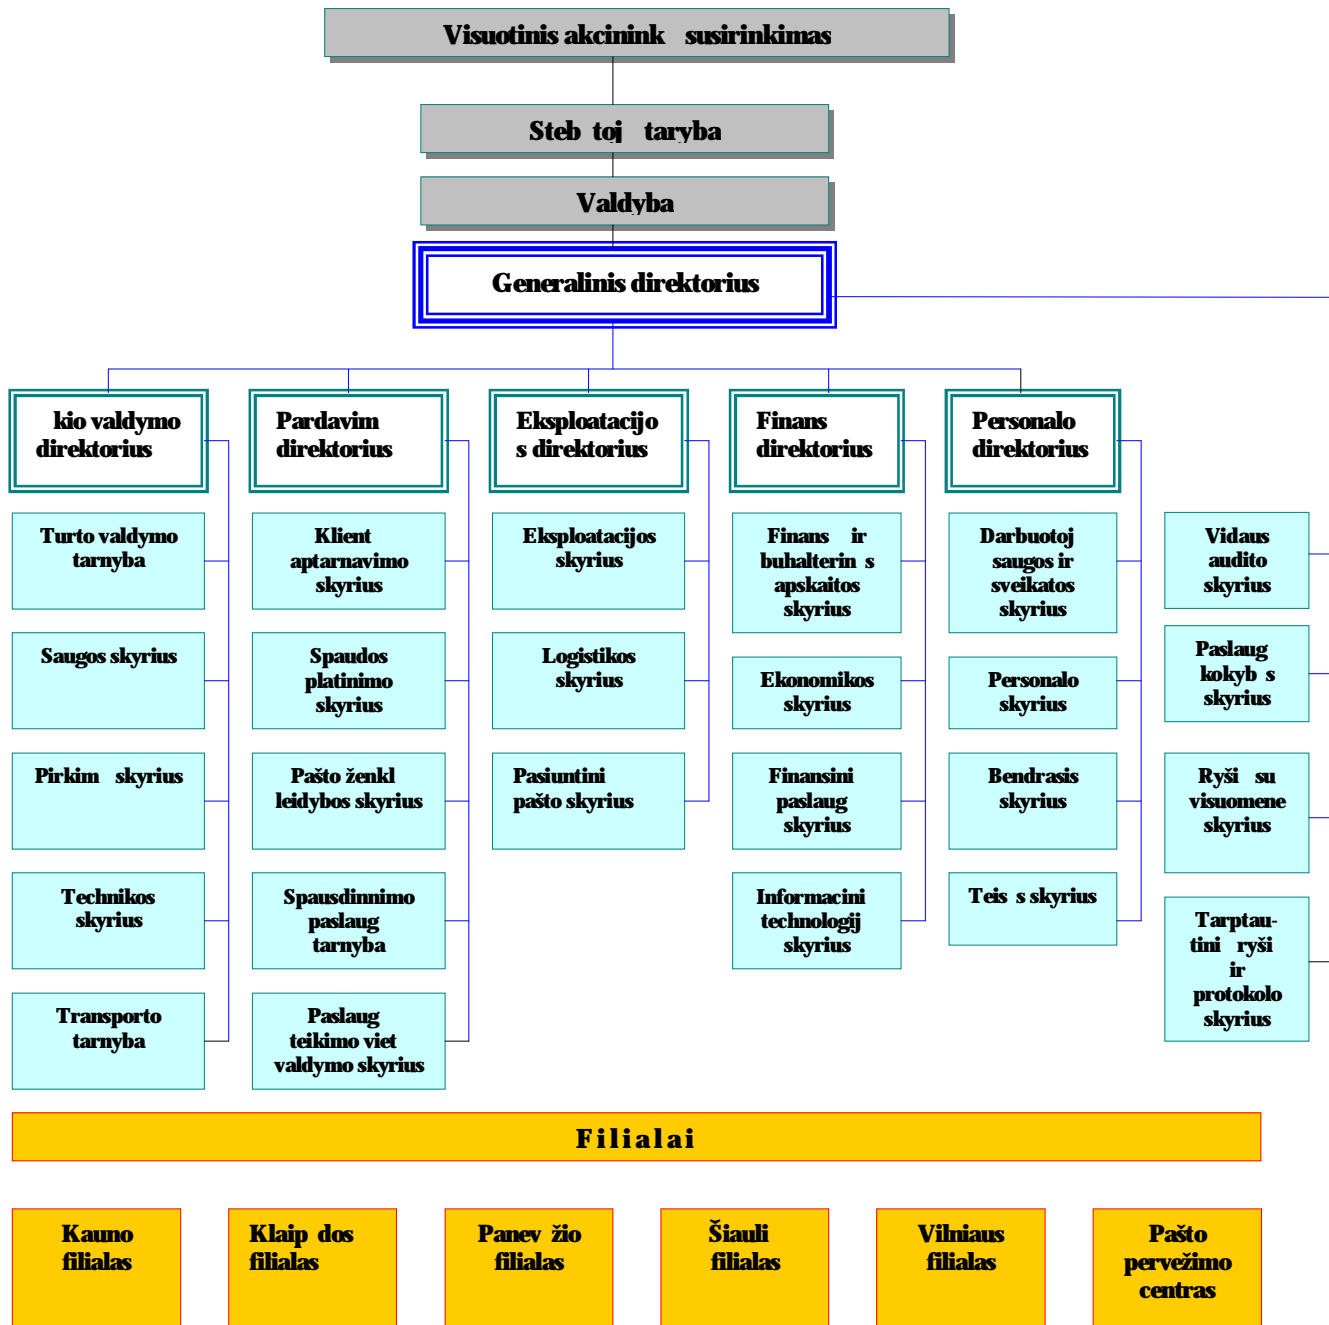 Visuotinis akcinink susirinkimas
Steb toj taryba
Valdyba
Generalinis direktorius
kio valdymo
direktorius
Pardavim
direktorius
Eksploatacijo
s direktorius
Finans
direktorius
Personalo
direktorius
Turto valdymo
tarnyba
Klient
aptarnavimo
skyrius
Eksploatacijos
skyrius
Finans ir
buhalterin s
apskaitos
skyrius
Darbuotoj
saugos ir
sveikatos
skyrius
Vidaus
audito
skyrius
Saugos skyrius
Spaudos
platinimo
skyrius
Logistikos
skyrius
Ekonomikos
skyrius
Personalo
skyrius
Paslaug
kokyb s
skyrius
Pirkim skyrius
Pašto ženkl
leidybos skyrius
Pasiuntini
pašto skyrius
Finansini
paslaug
skyrius
Bendrasis
skyrius
Ryši su
visuomene
skyrius
Technikos
skyrius
Spausdinnimo
paslaug
tarnyba
Informacini
technologij
skyrius
Teis s skyrius
Tarptau-
tini ryši
ir
protokolo
skyrius
Transporto
tarnyba
Paslaug
teikimo viet
valdymo skyrius
Filialai
Kauno
filialas
Klaip dos
filialas
Panev žio
filialas
Šiauli
filialas
Vilniaus
filialas
Pašto
pervežimo
centras